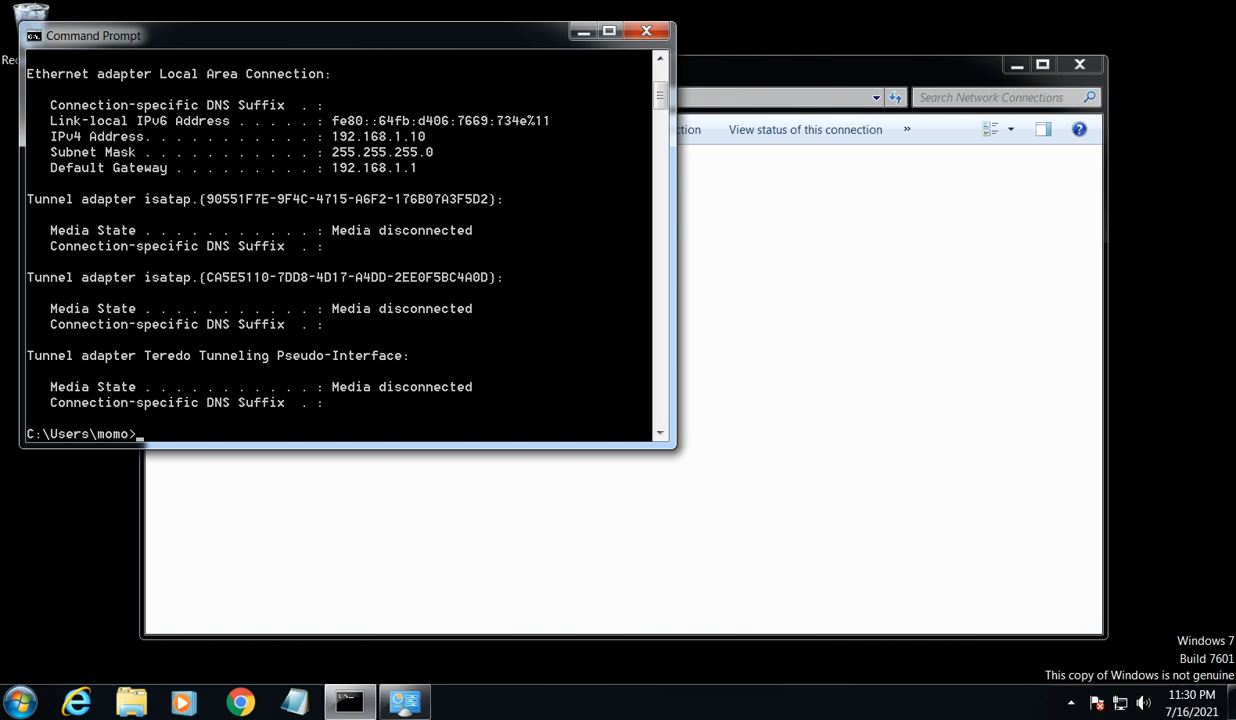 Command Prompt
Ethernet adapter Local Area Connection:
Connection-specific DNS Suffix . :
Link-local IPv6 Address . . . . . : fe80::64fb:d406:7669:734e%11
IPv4 Address. . . . . . . . . . . : 192.168.1.10
Subnet Mask . . . . . . . . . . . : 255.255.255.0
Default Gateway . . . . . . . . . : 192.168.1.1
Tunnel adapter isatap.{90551F7E-9F4C-4715-A6F2-176B07A3F5D2}:
Media State . . . . . . . . . . . : Media disconnected
Connection-specific DNS Suffix . :
Tunnel adapter isatap.{CA5E5110-7DD8-4D17-A4DD-2EE0F5BC4A0D}:
Media State . . . . . . . . . . . : Media disconnected
Connection-specific DNS Suffix . :
Tunnel adapter Teredo Tunneling Pseudo-Interface:
Media State . . . . . . . . . . . : Media disconnected
Connection-specific DNS Suffix . :
C:\Users\momo>
Search Network Connections
View status of this connection »
Windows 7
Build 7601
This copy of Windows is not genuine
11:30 PM
7/16/2021